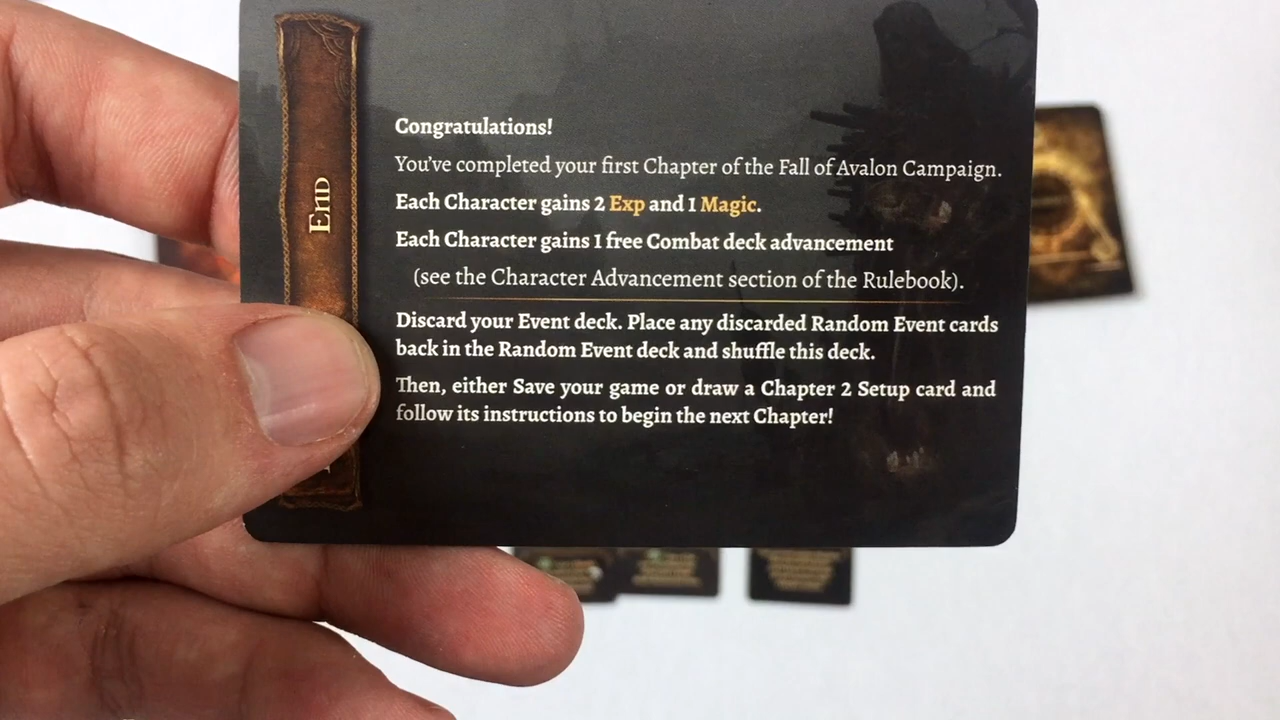 End
Congratulations!
You've completed your first Chapter of the Fall of Avalon Campaign.
Each Character gains 2 Exp and 1 Magic.
Each Character gains 1 free Combat deck advancement
(see the Character Advancement section of the Rulebook).
Discard your Event deck. Place any discarded Random Event cards
back in the Random Event deck and shuffle this deck.
Then, either Save your game or draw a Chapter 2 Setup card and
follow its instructions to begin the next Chapter!